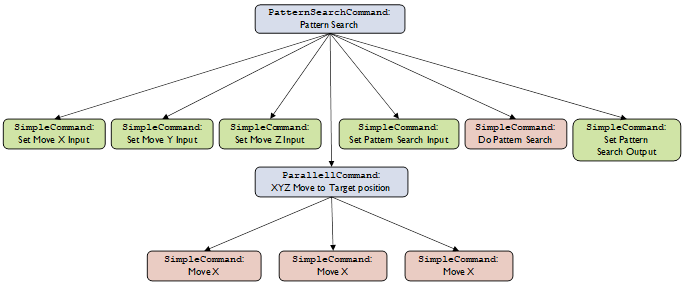 PatternSearchCommand:
Pattern Search
SimpleCommand:
Set Move X Input
SimpleCommand:
Set Move Y Input
SimpleCommand:
Set Move Z Input
SimpleCommand:
Set Pattern Search Input
SimpleCommand:
Do Pattern Search
SimpleCommand:
Set Pattern
Search Output
ParallellCommand:
XYZ Move to Target position
SimpleCommand:
Move X
SimpleCommand:
Move X
SimpleCommand:
Move X